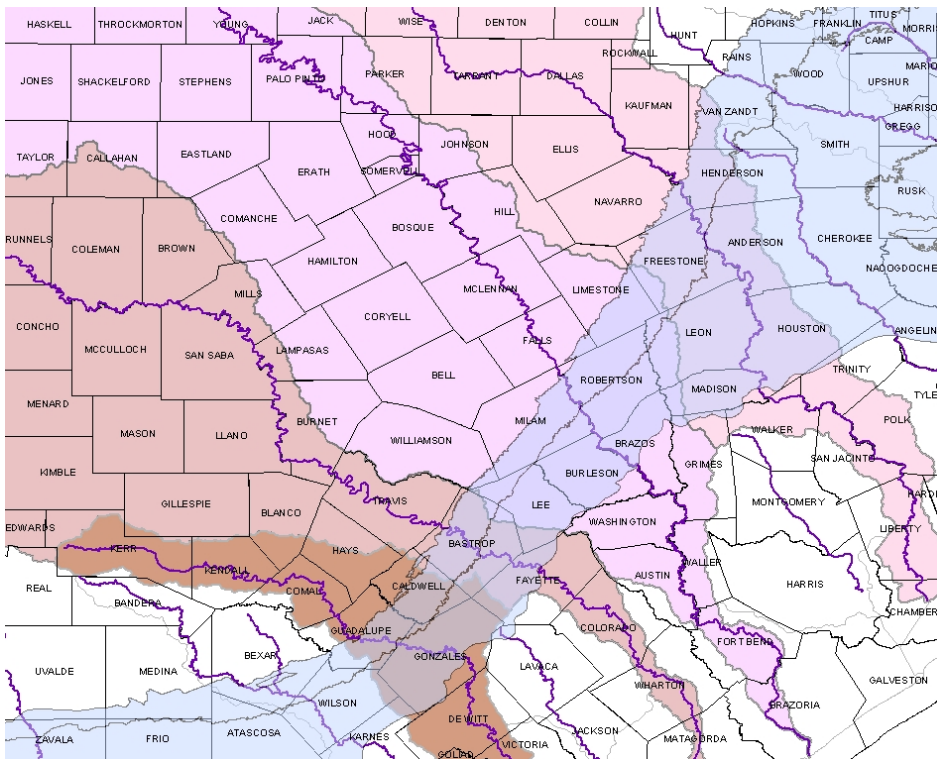 HASKELL
THROCKMORTON
YOUNG
JACK
WISE
DENTON
COLLIN
HUNT
HOPKINS
FRANKLIN
TITUS
CAMP
MORRI
ROCKWALL
RAINS
WOOD
UPSHUR
MARIO
JONES
SHACKELFORD
STEPHENS
PALO PINTO
PARKER
TARRANT
DALLAS
KAUFMAN
VAN ZANDT
HARRISO
GREGG
SMITH
TAYLOR
CALLAHAN
EASTLAND
ERATH
HOOD
SOMERVELL
JOHNSON
ELLIS
HENDERSON
RUSK
RUNNELS
COLEMAN
BROWN
COMANCHE
BOSQUE
HILL
NAVARRO
ANDERSON
CHEROKEE
HAMILTON
FREESTONE
NACOGDOCHE
MILLS
MCLENNAN
LIMESTONE
CONCHO
MCCULLOCH
SAN SABA
LAMPASAS
CORYELL
FALLS
LEON
HOUSTON
ANGELIN
BELL
ROBERTSON
MADISON
TRINITY
TYLE
MENARD
MASON
LLANO
BURNET
WILLIAMSON
MILAM
BRAZOS
WALKER
POLK
KIMBLE
GRIMES
SAN JACINTO
BURLESON
MONTGOMERY
HARDI
GILLESPIE
BLANCO
TRAVIS
LEE
WASHINGTON
LIBERTY
EDWARDS
KERR
KENDALL
HAYS
BASTROP
FAYETTE
AUSTIN
WALLER
HARRIS
REAL
BANDERA
COMAL
CALDWELL
CHAMBER
GUADALUPE
COLORADO
FORT BEND
BEXAR
GONZALES
LAVACA
UVALDE
MEDINA
WILSON
WHARTON
GALVESTON
DE WITT
BRAZORIA
ZAVALA
FRIO
ATASCOSA
KARNES
VICTORIA
JACKSON
MATAGORDA
GOLIAD